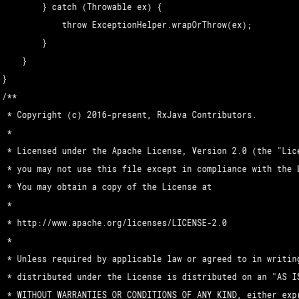 } catch (Throwable ex) {
throw ExceptionHelper.wrapOrThrow(ex);
}
}
}
/**
* Copyright (c) 2016-present, RxJava Contributors.
*
* Licensed under the Apache License, Version 2.0 (the "Lice
* you may not use this file except in compliance with the L
* You may obtain a copy of the License at
*
* http://www.apache.org/licenses/LICENSE-2.0
*
* Unless required by applicable law or agreed to in writing
* distributed under the License is distributed on an "AS IS
* WITHOUT WARRANTIES OR CONDITIONS OF ANY KIND, either expr